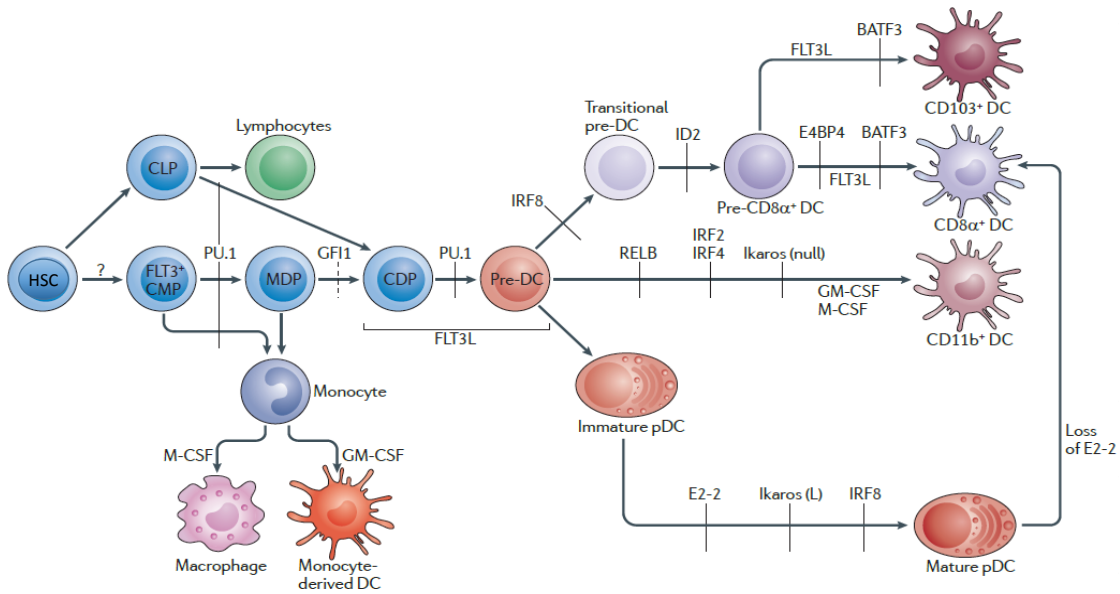 BATF3
FLT3L
CD103⁺ DC
Transitional
pre-DC
ID2
E4BP4
BATF3
FLT3L
Pre-CD8α⁺ DC
CD8α⁺ DC
Lymphocytes
CLP
IRF8
HSC
?
FLT3⁺
CMP
PU.1
MDP
GFI1
CDP
PU.1
Pre-DC
FLT3L
RELB
IRF2
IRF4
Ikaros (null)
GM-CSF
M-CSF
CD11b⁺ DC
Monocyte
Immature pDC
M-CSF
GM-CSF
Macrophage
Monocyte-
derived DC
E2-2
Ikaros (L)
IRF8
Mature pDC
Loss
of E2-2